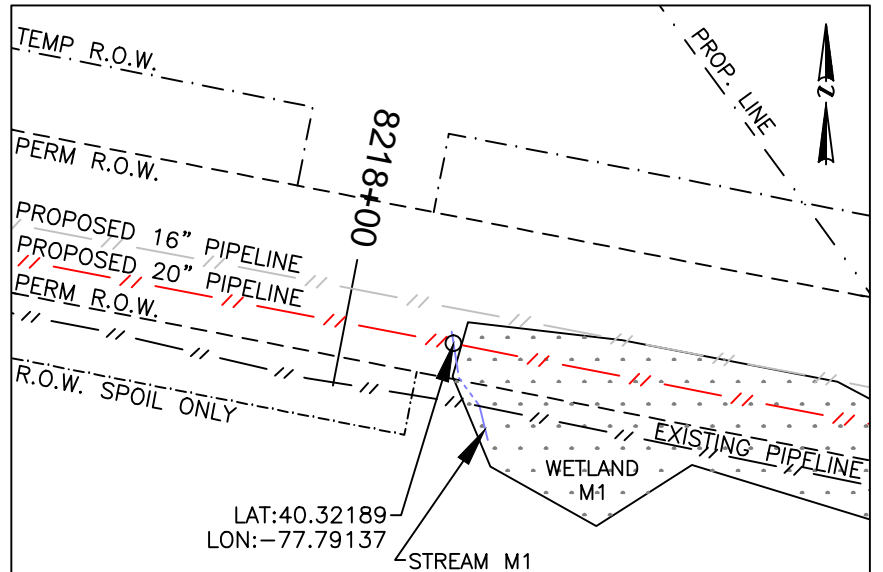 TEMP R.O.W.
PROP. LINE
N
PERM R.O.W.
8218+00
PROPOSED 16” PIPELINE
PROPOSED 20” PIPELINE
PERM R.O.W.
R.O.W. SPOIL ONLY
EXISTING PIPELINE
WETLAND
M1
LAT:40.32189
LON:-77.79137
STREAM M1